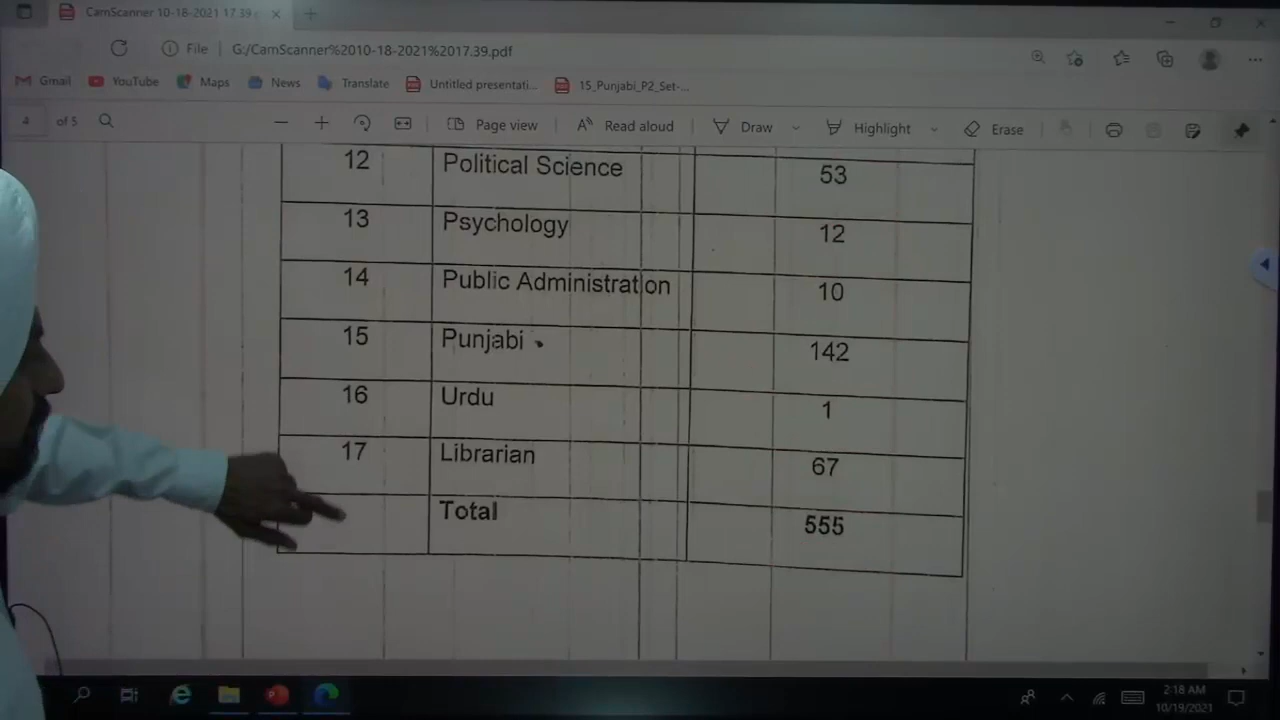 CamScanner 10-18-2021 17.39
File G:/CamScanner%2010-18-2021%2017.39.pdf
Gmail YouTube Maps News Translate Untitled presentati... 15_Punjabi_P2_Set-...
4 of 5 Page view Read aloud Draw Highlight Erase
12 Political Science 53
13 Psychology 12
14 Public Administration 10
15 Punjabi 142
16 Urdu 1
17 Librarian 67
Total 555
2:18 AM
10/19/2021